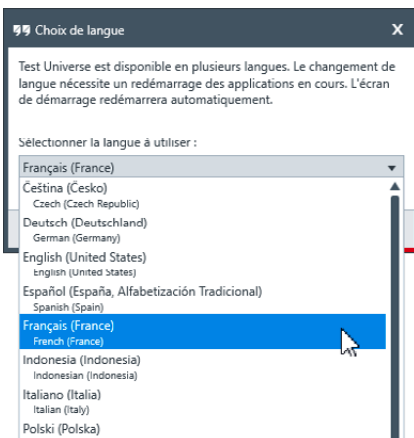 Choix de langue
X
Test Universe est disponible en plusieurs langues. Le changement de
langue nécessite un redémarrage des applications en cours. L'écran
de démarrage redémarrera automatiquement.
Sélectionner la langue à utiliser :
Français (France)
Čeština (Česko)
Czech (Czech Republic)
Deutsch (Deutschland)
German (Germany)
English (United States)
English (United States)
Español (España, Alfabetización Tradicional)
Spanish (Spain)
Français (France)
French (France)
Indonesia (Indonesia)
Indonesian (Indonesia)
Italiano (Italia)
Italian (Italy)
Polski (Polska)